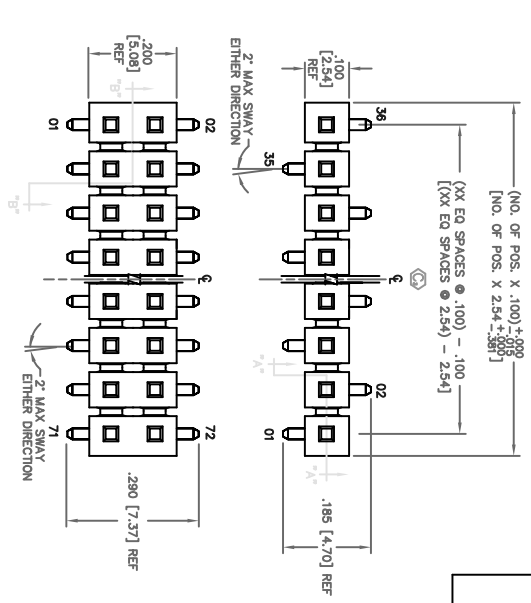 (NO. OF POS. X .100) +.000 -.015
[NO. OF POS. X 2.54 +.000 -.381]
(XX EQ SPACES @ .100) - .100
[(XX EQ SPACES @ 2.54) - 2.54]
.100
[2.54]
REF
36
02
35
01
2° MAX SWAY
EITHER DIRECTION
"A"
"A"
.185 [4.70] REF
.200
[5.08]
REF
"B"
"B"
02
01
72
71
2° MAX SWAY
EITHER DIRECTION
.290 [7.37] REF